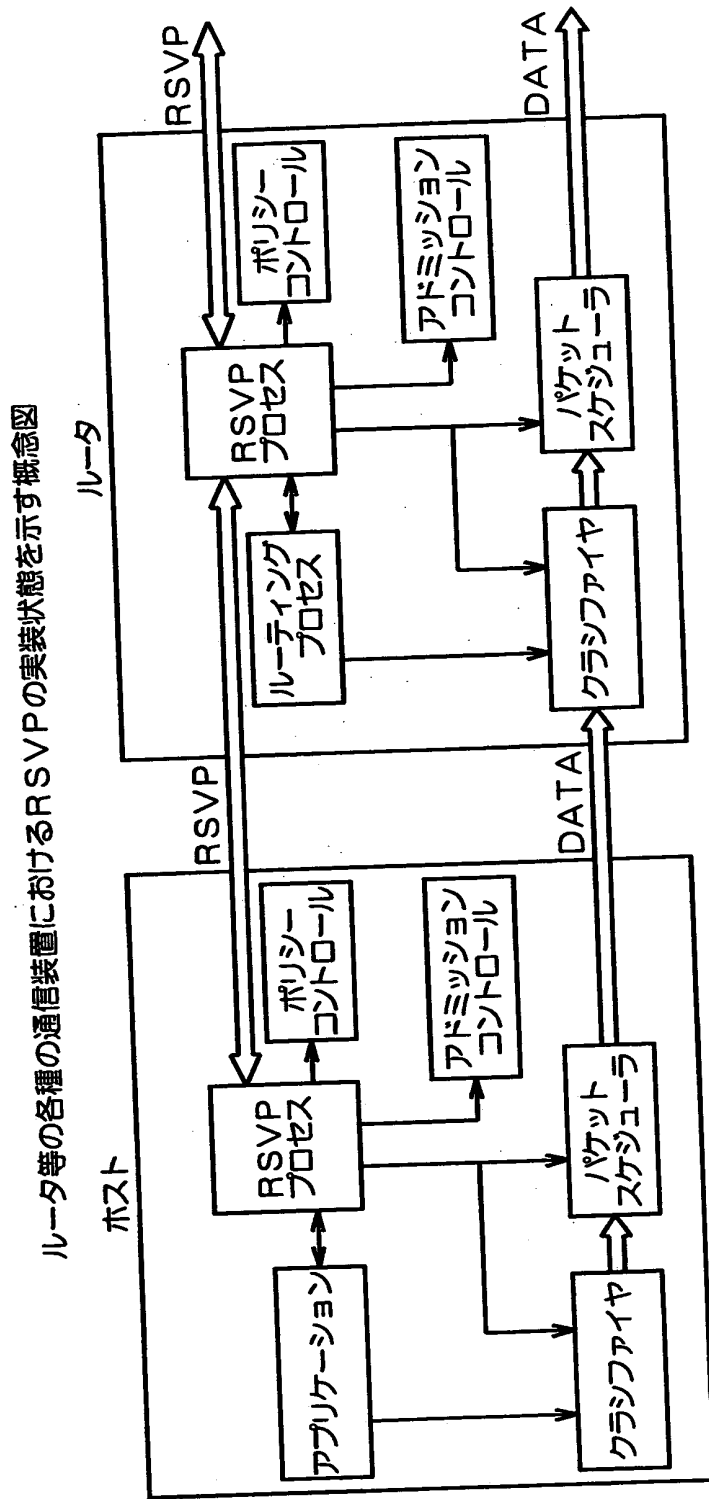 ルータ等の各種の通信装置におけるRSVPの実装状態を示す概念図
ホスト
アプリケーション
RSVP
プロセス
ポリシー
コントロール
アドミッション
コントロール
クラシファイヤ
パケット
スケジューラ
RSVP
DATA
ルータ
ルーティング
プロセス
RSVP
プロセス
ポリシー
コントロール
アドミッション
コントロール
クラシファイヤ
パケット
スケジューラ
RSVP
DATA